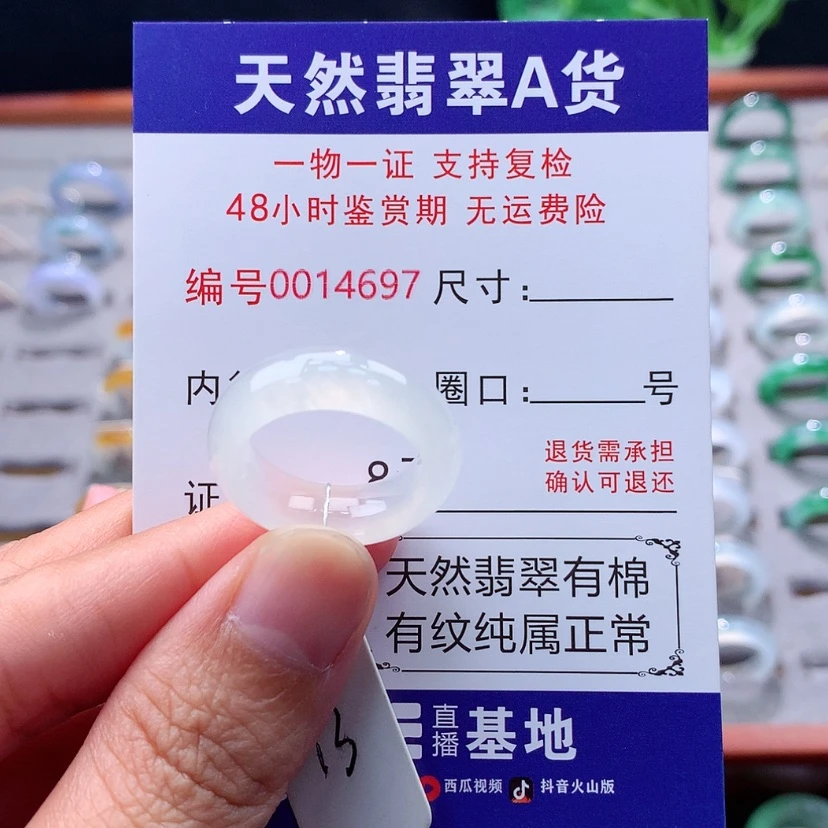 天然翡翠A货
一物一证 支持复检
48小时鉴赏期 无运费险
编号0014697 尺寸:
内 圈口: 号
退货需承担
确认可退还
证
天然翡翠有棉
有纹纯属正常
直播 基地
西瓜视频 抖音火山版
15